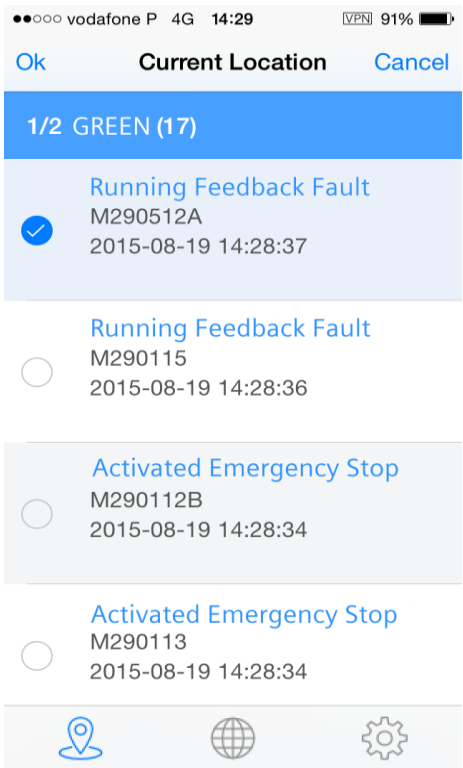 vodafone P 4G 14:29 VPN 91%
Ok Current Location Cancel
1/2 GREEN (17)
Running Feedback Fault
M290512A
2015-08-19 14:28:37
Running Feedback Fault
M290115
2015-08-19 14:28:36
Activated Emergency Stop
M290112B
2015-08-19 14:28:34
Activated Emergency Stop
M290113
2015-08-19 14:28:34